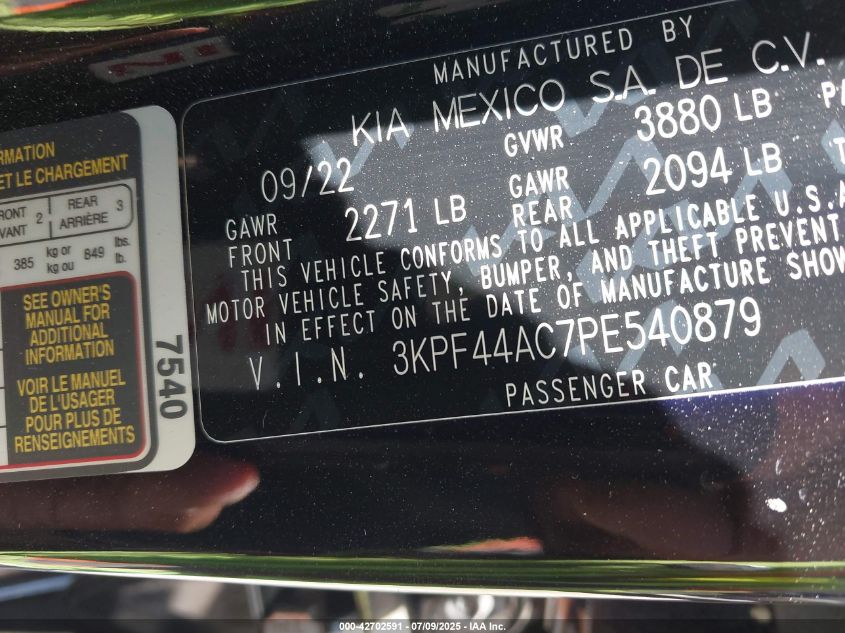 MANUFACTURED BY
KIA MEXICO S.A. DE C.V.
09/22 GVWR 3880 LB
GAWR FRONT 2271 LB GAWR REAR 2094 LB
THIS VEHICLE CONFORMS TO ALL APPLICABLE U.S.A
MOTOR VEHICLE SAFETY, BUMPER, AND THEFT PREVENT
IN EFFECT ON THE DATE OF MANUFACTURE SHOW
V.I.N. 3KPF44AC7PE540879
PASSENGER CAR
RMATION
ET LE CHARGEMENT
FRONT VANT 2 REAR ARRIÈRE 3
385 kg or kg ou 849 lbs. lb.
SEE OWNER'S
MANUAL FOR
ADDITIONAL
INFORMATION
VOIR LE MANUEL
DE L'USAGER
POUR PLUS DE
RENSEIGNEMENTS
7540
000-42702591 - 07/09/2025 - IAA Inc.